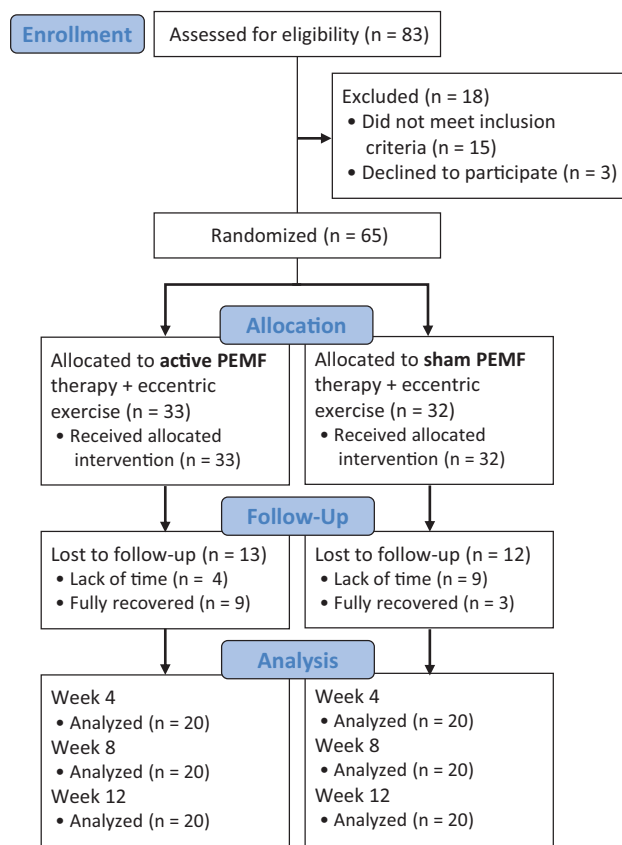 Enrollment
Assessed for eligibility (n = 83)
Excluded (n = 18)
• Did not meet inclusion
criteria (n = 15)
• Declined to participate (n = 3)
Randomized (n = 65)
Allocation
Allocated to active PEMF
therapy + eccentric
exercise (n = 33)
• Received allocated
intervention (n = 33)
Allocated to sham PEMF
therapy + eccentric
exercise (n = 32)
• Received allocated
intervention (n = 32)
Follow-Up
Lost to follow-up (n = 13)
• Lack of time (n = 4)
• Fully recovered (n = 9)
Lost to follow-up (n = 12)
• Lack of time (n = 9)
• Fully recovered (n = 3)
Analysis
Week 4
• Analyzed (n = 20)
Week 8
• Analyzed (n = 20)
Week 12
• Analyzed (n = 20)
Week 4
• Analyzed (n = 20)
Week 8
• Analyzed (n = 20)
Week 12
• Analyzed (n = 20)